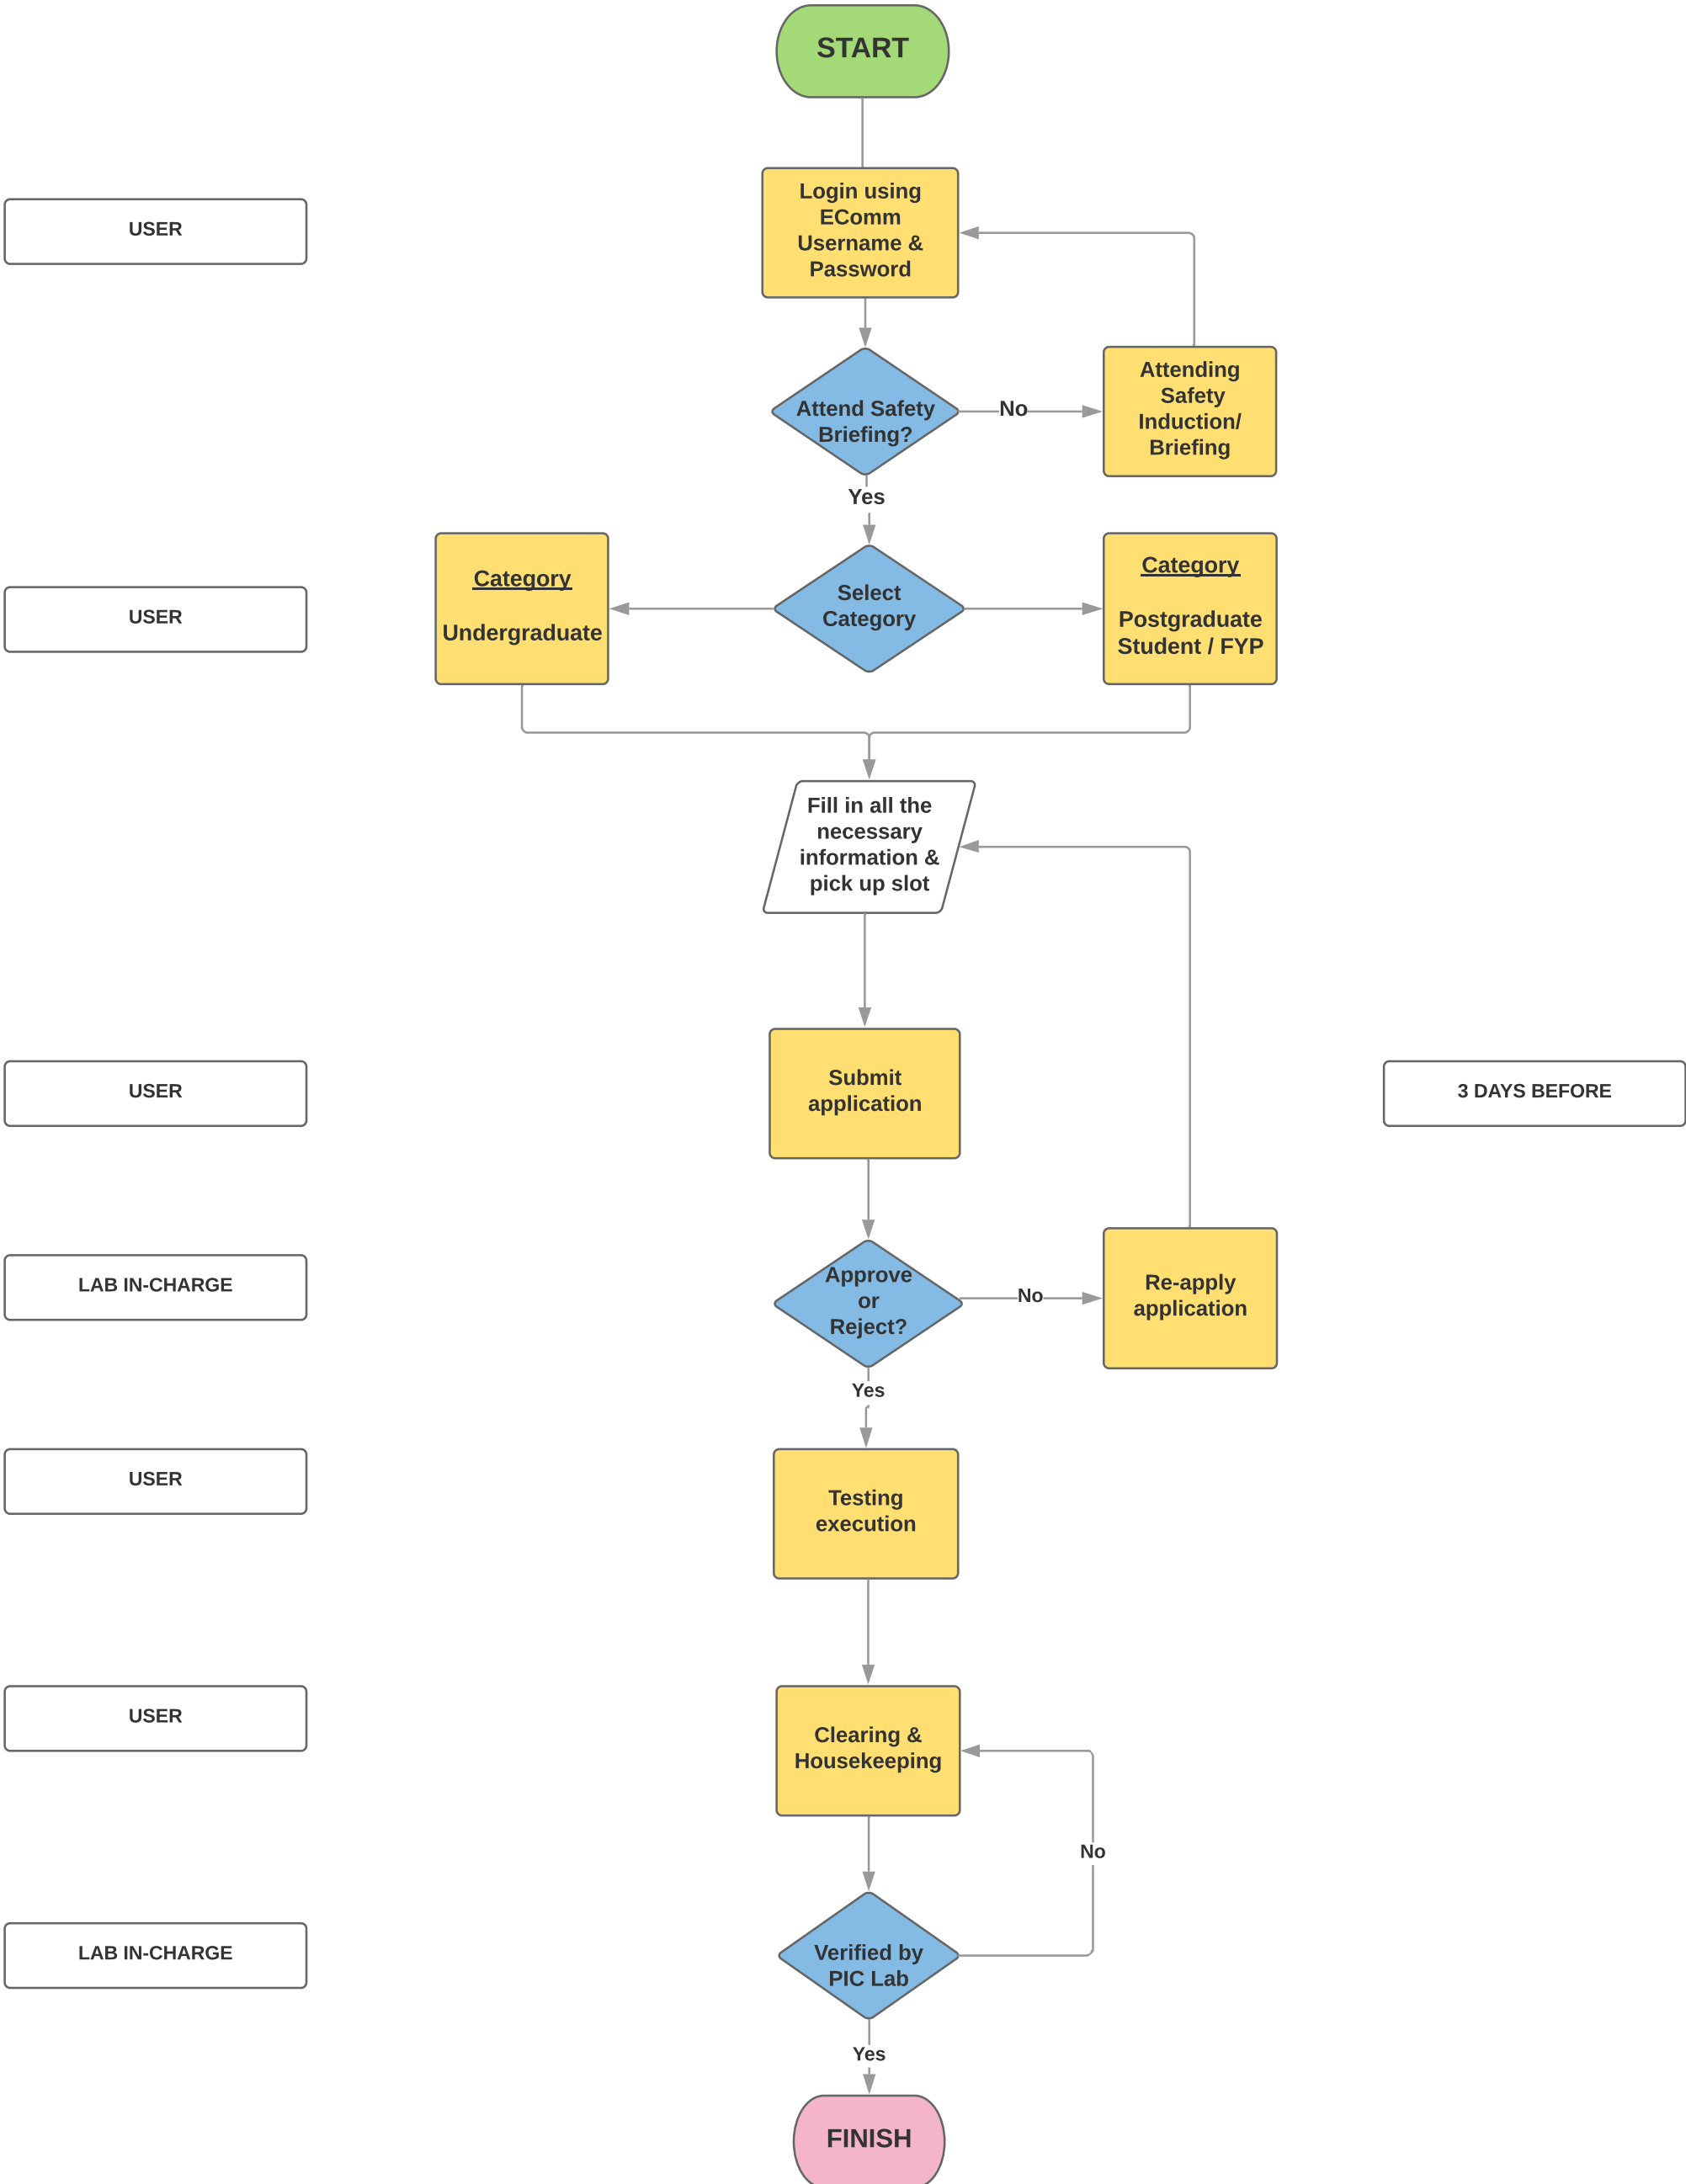 START
USER
Login using
EComm
Username &
Password
Attend Safety
Briefing?
No
Attending
Safety
Induction/
Briefing
Yes
USER
Category
Undergraduate
Select
Category
Category
Postgraduate
Student / FYP
Fill in all the
necessary
information &
pick up slot
USER
Submit
application
3 DAYS BEFORE
LAB IN-CHARGE
Approve
or
Reject?
No
Re-apply
application
Yes
USER
Testing
execution
USER
Clearing &
Housekeeping
No
LAB IN-CHARGE
Verified by
PIC Lab
Yes
FINISH